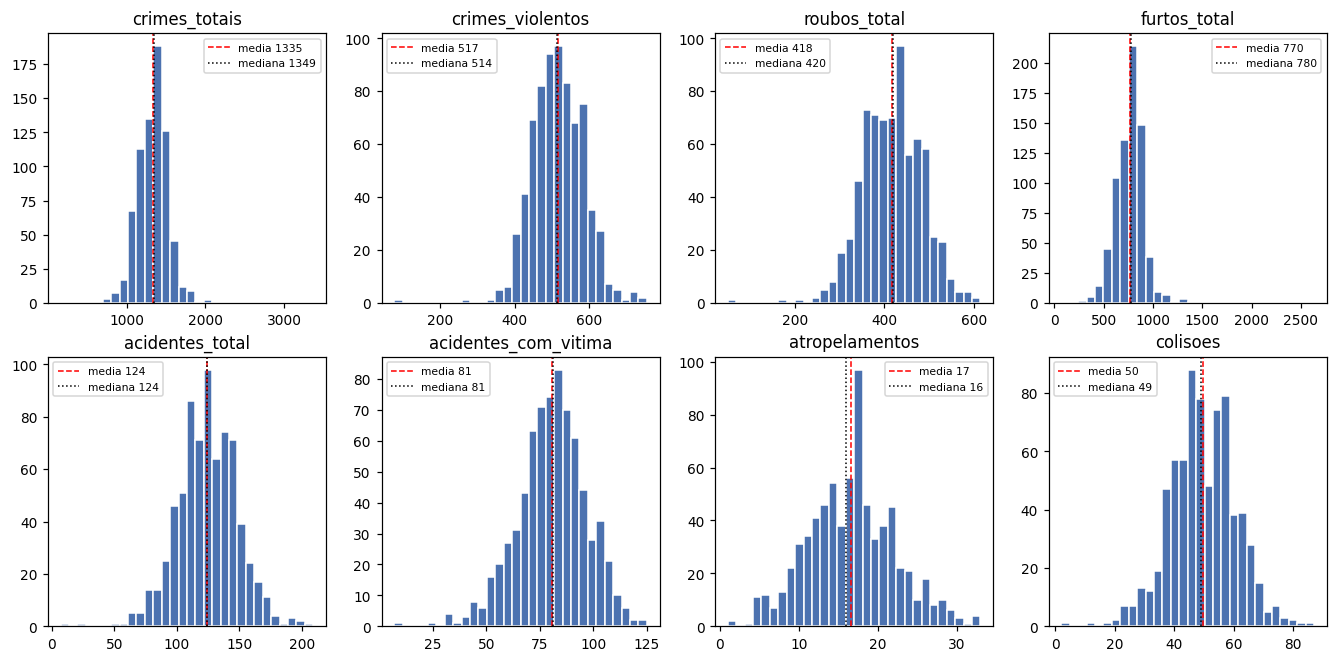 crimes_totais
media 1335
mediana 1349
175
150
125
100
75
50
25
0
1000 2000 3000
crimes_violentos
media 517
mediana 514
100
80
60
40
20
0
200 400 600
roubos_total
media 418
mediana 420
100
80
60
40
20
0
200 400 600
furtos_total
media 770
mediana 780
200
175
150
125
100
75
50
25
0
0 500 1000 1500 2000 2500
acidentes_total
media 124
mediana 124
100
80
60
40
20
0
0 50 100 150 200
acidentes_com_vitima
media 81
mediana 81
80
70
60
50
40
30
20
10
0
25 50 75 100 125
atropelamentos
media 17
mediana 16
100
80
60
40
20
0
0 10 20 30
colisoes
media 50
mediana 49
80
60
40
20
0
0 20 40 60 80